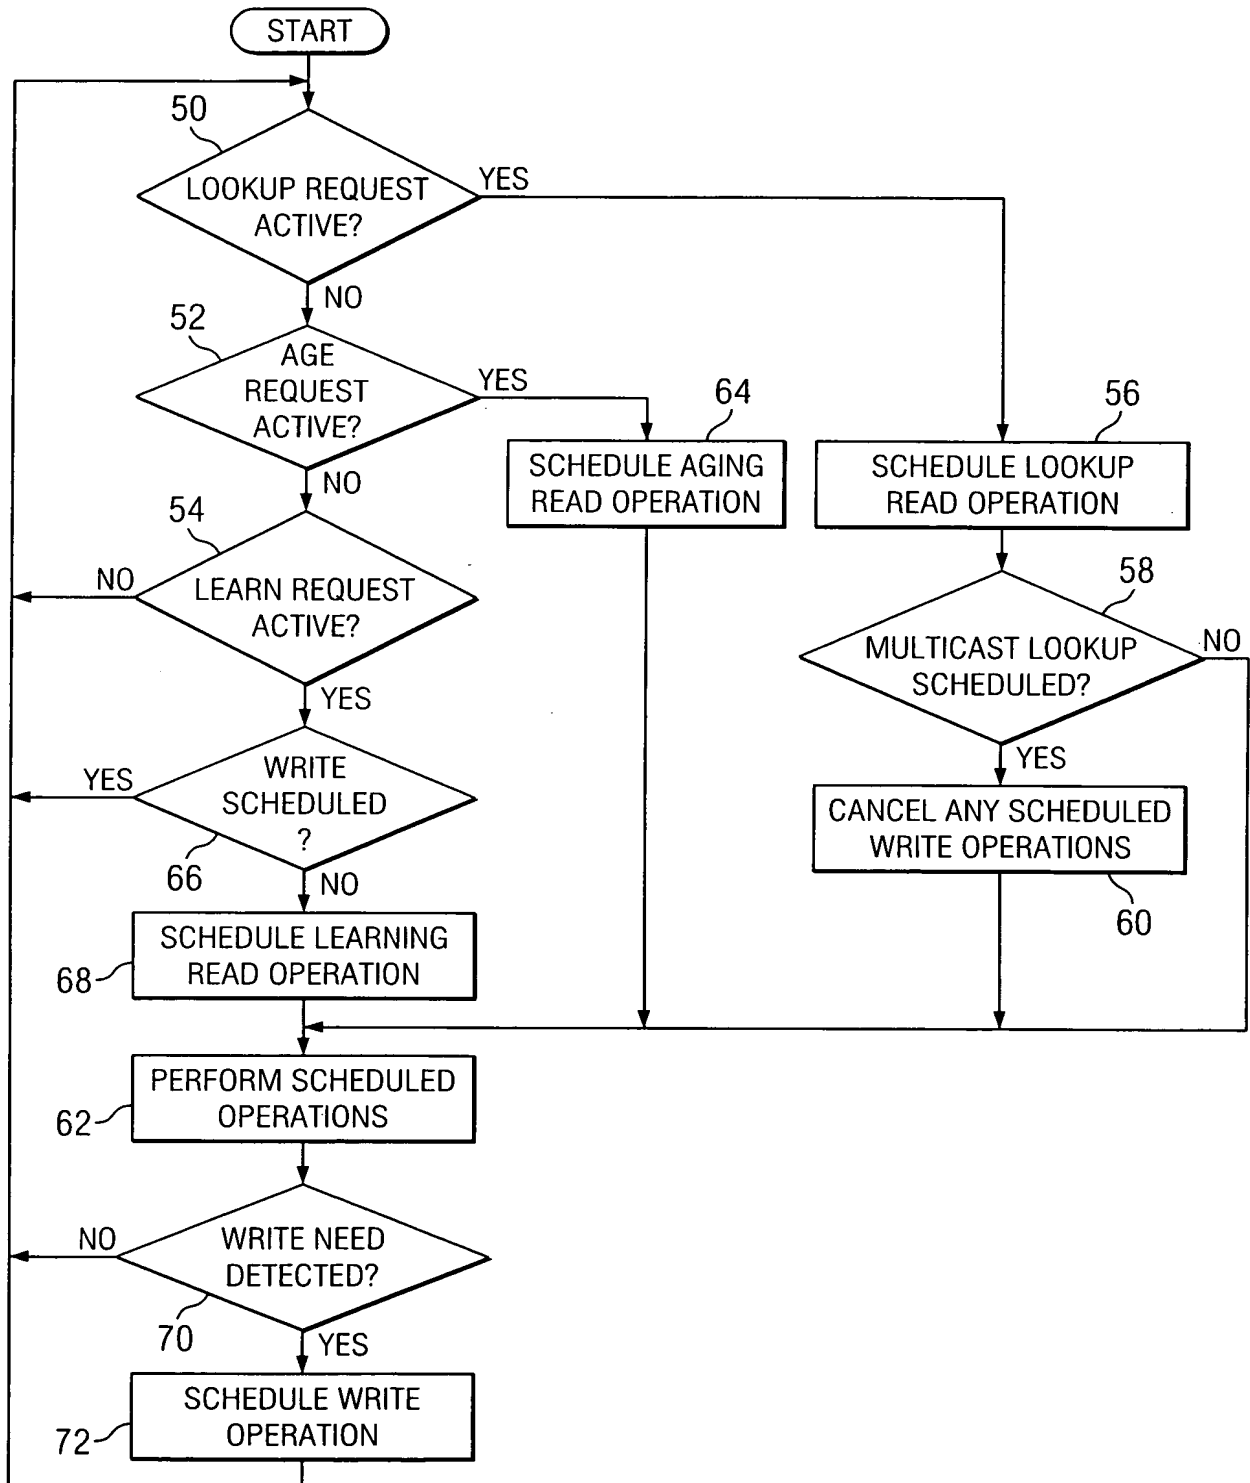 START
50
LOOKUP REQUEST
ACTIVE?
YES
NO
52
AGE
REQUEST
ACTIVE?
YES
NO
64
SCHEDULE AGING
READ OPERATION
56
SCHEDULE LOOKUP
READ OPERATION
54
LEARN REQUEST
ACTIVE?
NO
YES
58
MULTICAST LOOKUP
SCHEDULED?
NO
YES
WRITE
SCHEDULED
?
YES
66
NO
CANCEL ANY SCHEDULED
WRITE OPERATIONS
60
SCHEDULE LEARNING
READ OPERATION
68
PERFORM SCHEDULED
OPERATIONS
62
WRITE NEED
DETECTED?
NO
70
YES
SCHEDULE WRITE
OPERATION
72